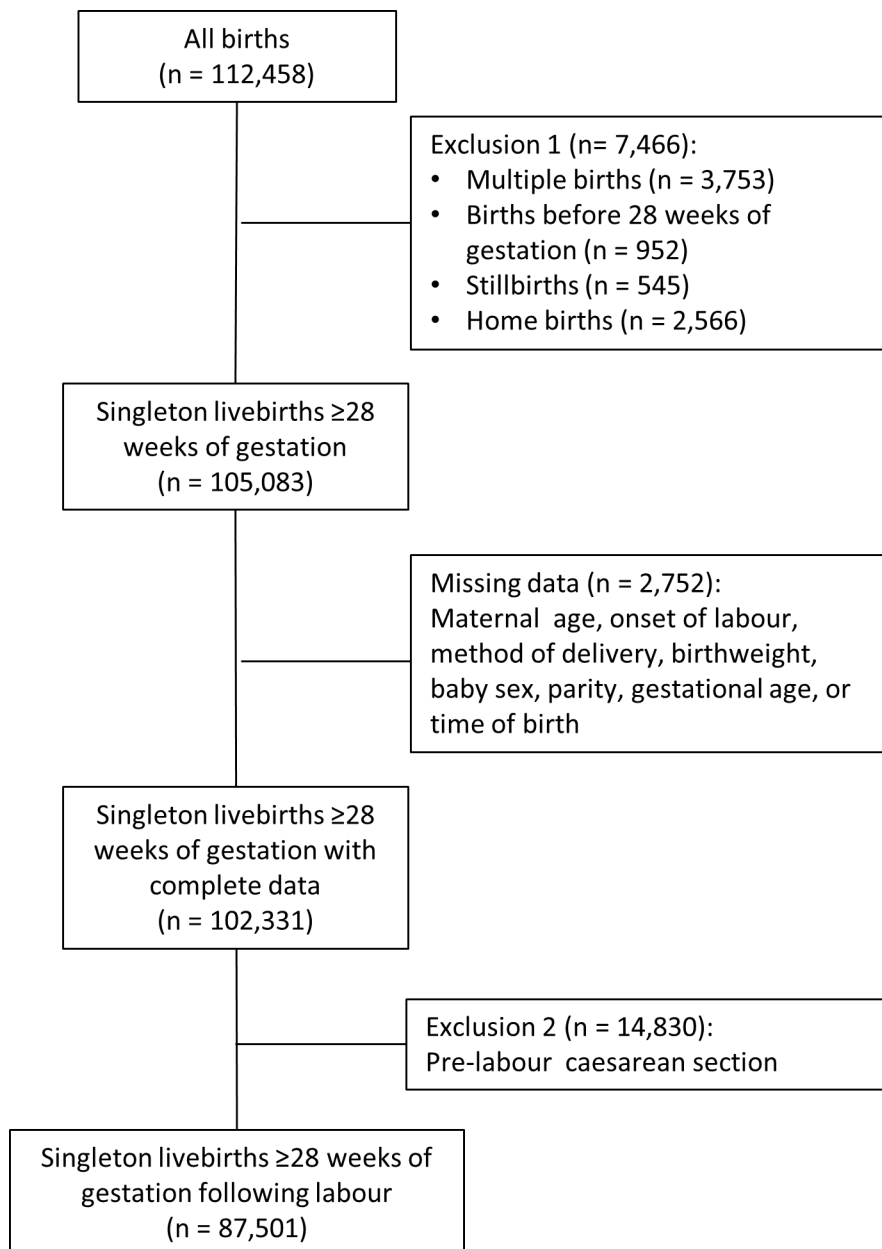 All births
(n = 112,458)
Exclusion 1 (n= 7,466):
• Multiple births (n = 3,753)
• Births before 28 weeks of
gestation (n = 952)
• Stillbirths (n = 545)
• Home births (n = 2,566)
Singleton livebirths ≥28
weeks of gestation
(n = 105,083)
Missing data (n = 2,752):
Maternal  age, onset of labour,
method of delivery, birthweight,
baby sex, parity, gestational age, or
time of birth
Singleton livebirths ≥28
weeks of gestation with
complete data
(n = 102,331)
Exclusion 2 (n = 14,830):
Pre-labour  caesarean section
Singleton livebirths ≥28 weeks of
gestation following labour
(n = 87,501)